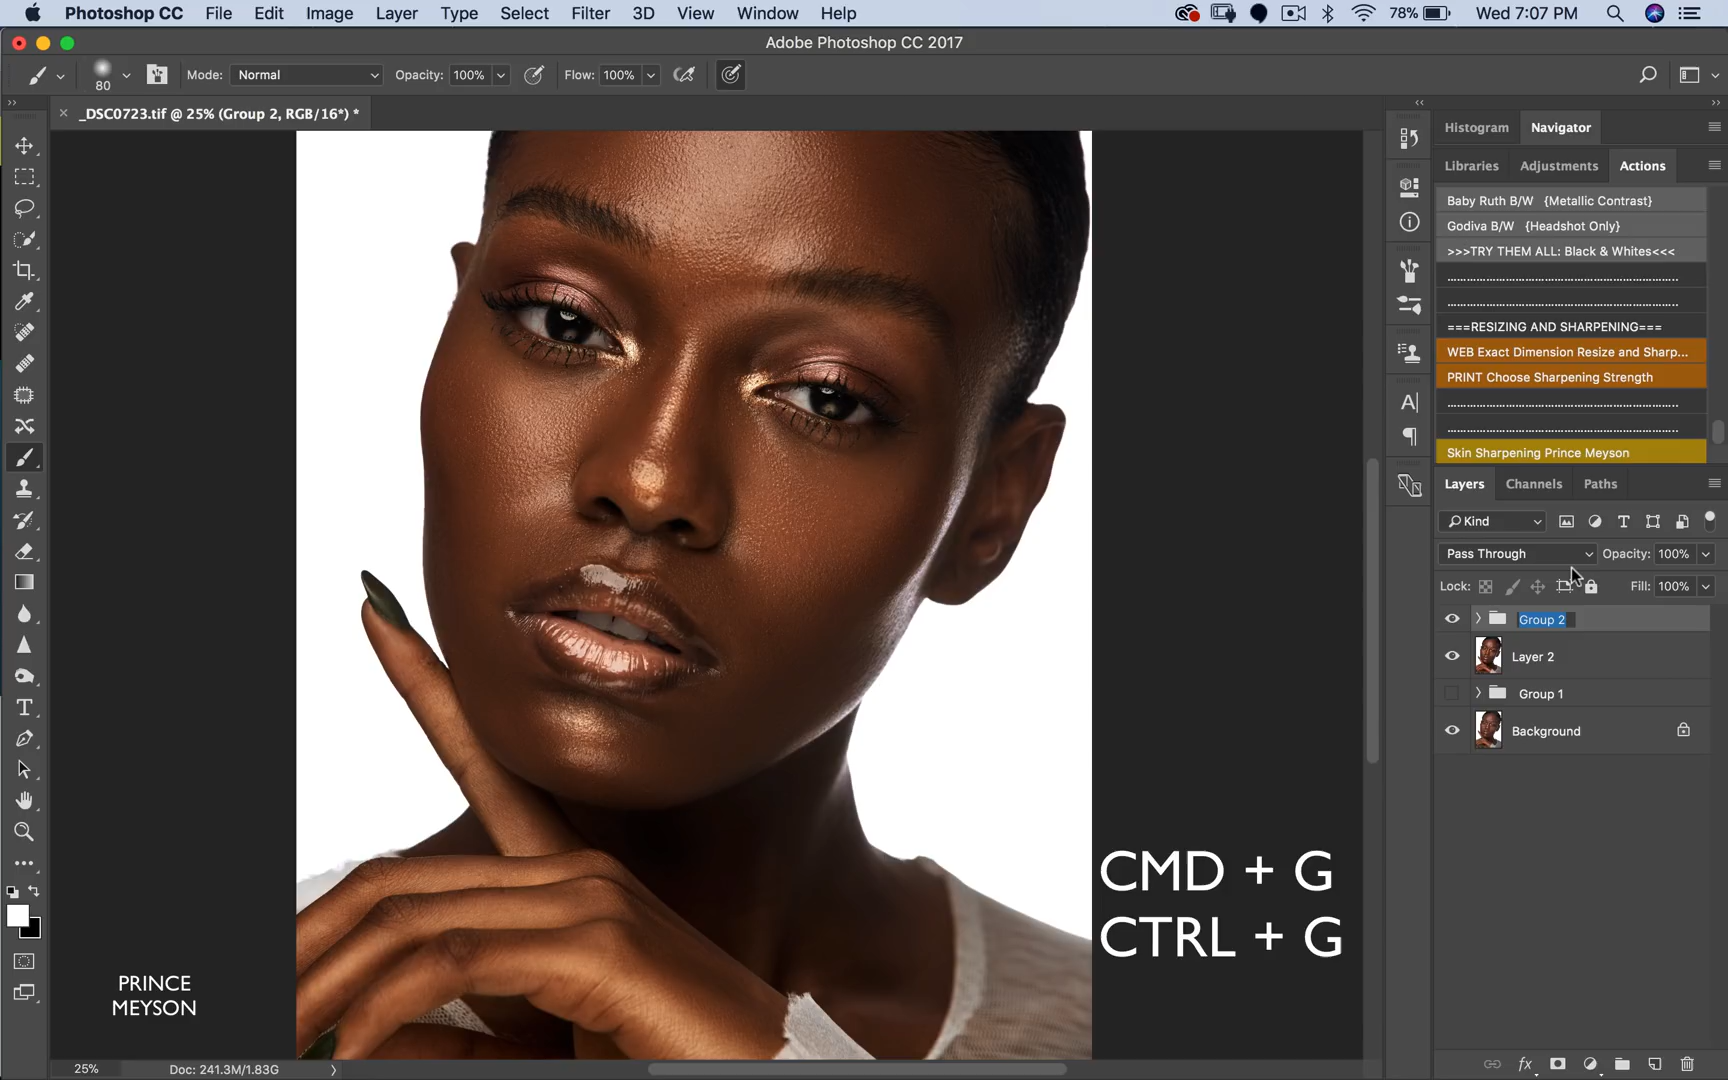 Photoshop CC File Edit Image Layer Type Select Filter 3D View Window Help 78% Wed 7:07 PM
Adobe Photoshop CC 2017
80 Mode: Normal Opacity: 100% Flow: 100%
_DSC0723.tif @ 25% (Group 2, RGB/16*) *
Histogram Navigator
Libraries Adjustments Actions
Baby Ruth B/W {Metallic Contrast}
Godiva B/W {Headshot Only}
>>>TRY THEM ALL: Black & Whites<<<
===RESIZING AND SHARPENING===
WEB Exact Dimension Resize and Sharp...
PRINT Choose Sharpening Strength
Skin Sharpening Prince Meyson
Layers Channels Paths
Kind
Pass Through Opacity: 100%
Lock: Fill: 100%
Group 2
Layer 2
Group 1
Background
CMD + G
CTRL + G
PRINCE
MEYSON
25% Doc: 241.3M/1.83G